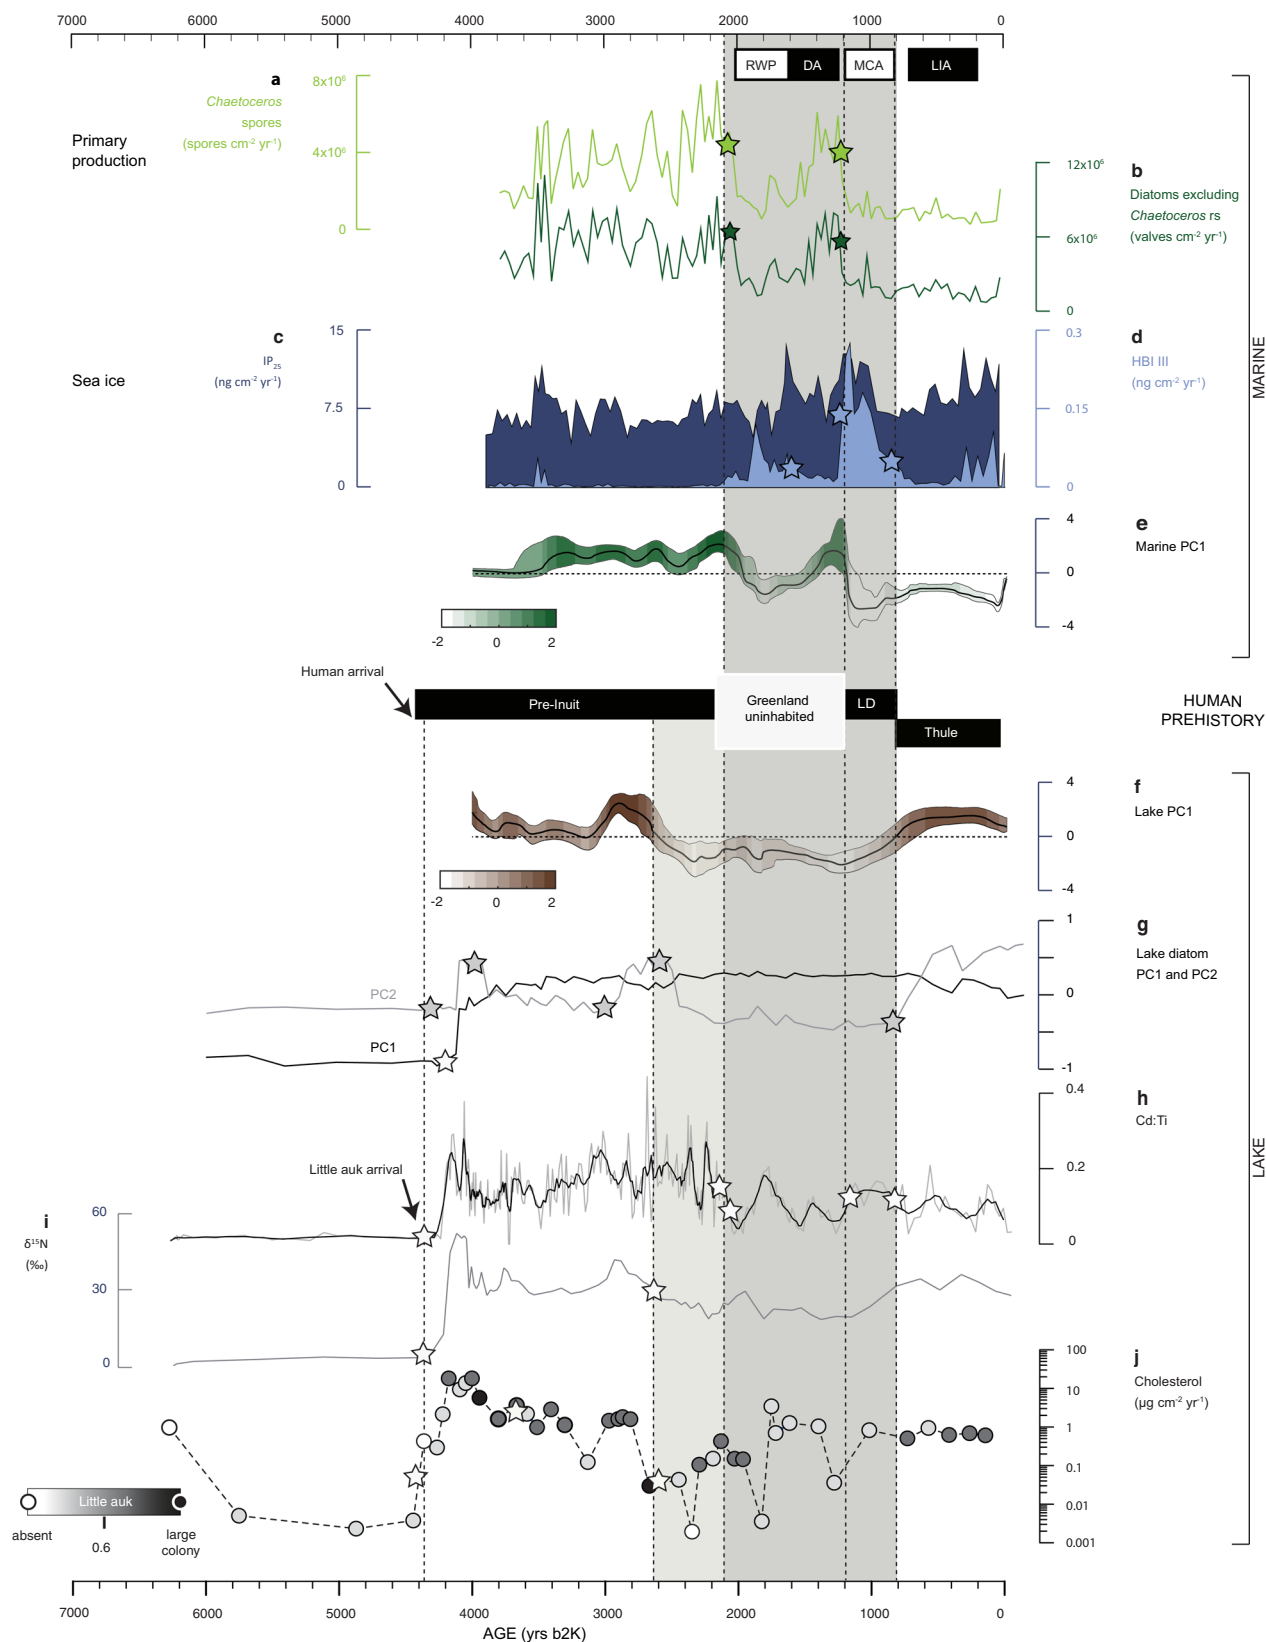 7000 6000 5000 4000 3000 2000 1000 0
RWP DA MCA LIA
a
Chaetoceros
spores
(spores cm⁻² yr⁻¹)
8x10⁶
4x10⁶
0
Primary
production
b
Diatoms excluding
Chaetoceros rs
(valves cm⁻² yr⁻¹)
12x10⁶
6x10⁶
0
MARINE
c
IP₂₅
(ng cm⁻² yr⁻¹)
15
7.5
0
Sea ice
d
HBI III
(ng cm⁻² yr⁻¹)
0.3
0.15
0
e
Marine PC1
4
0
-4
-2 0 2
Human arrival
Pre-Inuit
Greenland
uninhabited
LD
Thule
HUMAN
PREHISTORY
f
Lake PC1
4
0
-4
-2 0 2
g
Lake diatom
PC1 and PC2
1
0
-1
PC2
PC1
h
Cd:Ti
0.4
0.2
0
LAKE
Little auk arrival
i
δ¹⁵N
(‰)
60
30
0
j
Cholesterol
(µg cm⁻² yr⁻¹)
100
10
1
0.1
0.01
0.001
Little auk
absent
0.6
large
colony
7000 6000 5000 4000 3000 2000 1000 0
AGE (yrs b2K)